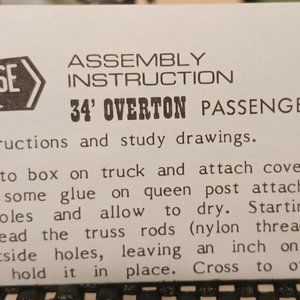 SE
ASSEMBLY
INSTRUCTION
34' OVERTON PASSENGE
ructions and study drawings.
to box on truck and attach cove
some glue on queen post attach
oles and allow to dry. Startin
ead the truss rods (nylon thread
tside holes, leaving an inch on
hold it in place. Cross to o